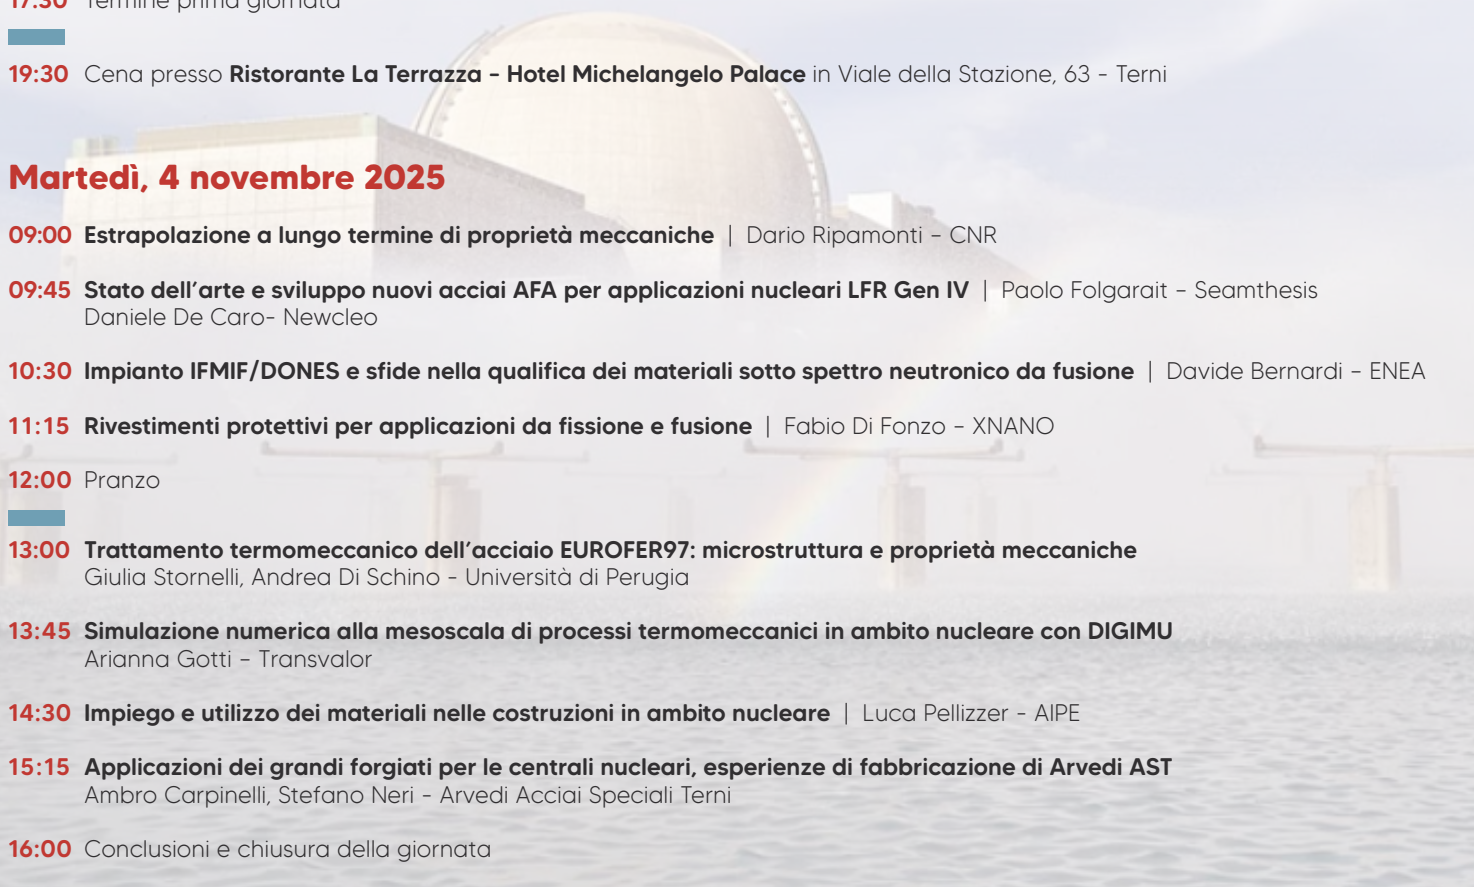 17:30 Termine prima giornata
19:30 Cena presso Ristorante La Terrazza - Hotel Michelangelo Palace in Viale della Stazione, 63 - Terni
Martedì, 4 novembre 2025
09:00 Estrapolazione a lungo termine di proprietà meccaniche | Dario Ripamonti - CNR
09:45 Stato dell'arte e sviluppo nuovi acciai AFA per applicazioni nucleari LFR Gen IV | Paolo Folgarait - Seamthesis
Daniele De Caro- Newcleo
10:30 Impianto IFMIF/DONES e sfide nella qualifica dei materiali sotto spettro neutronico da fusione | Davide Bernardi - ENEA
11:15 Rivestimenti protettivi per applicazioni da fissione e fusione | Fabio Di Fonzo - XNANO
12:00 Pranzo
13:00 Trattamento termomeccanico dell'acciaio EUROFER97: microstruttura e proprietà meccaniche
Giulia Stornelli, Andrea Di Schino - Università di Perugia
13:45 Simulazione numerica alla mesoscala di processi termomeccanici in ambito nucleare con DIGIMU
Arianna Gotti - Transvalor
14:30 Impiego e utilizzo dei materiali nelle costruzioni in ambito nucleare | Luca Pellizzer - AIPE
15:15 Applicazioni dei grandi forgiati per le centrali nucleari, esperienze di fabbricazione di Arvedi AST
Ambro Carpinelli, Stefano Neri - Arvedi Acciai Speciali Terni
16:00 Conclusioni e chiusura della giornata